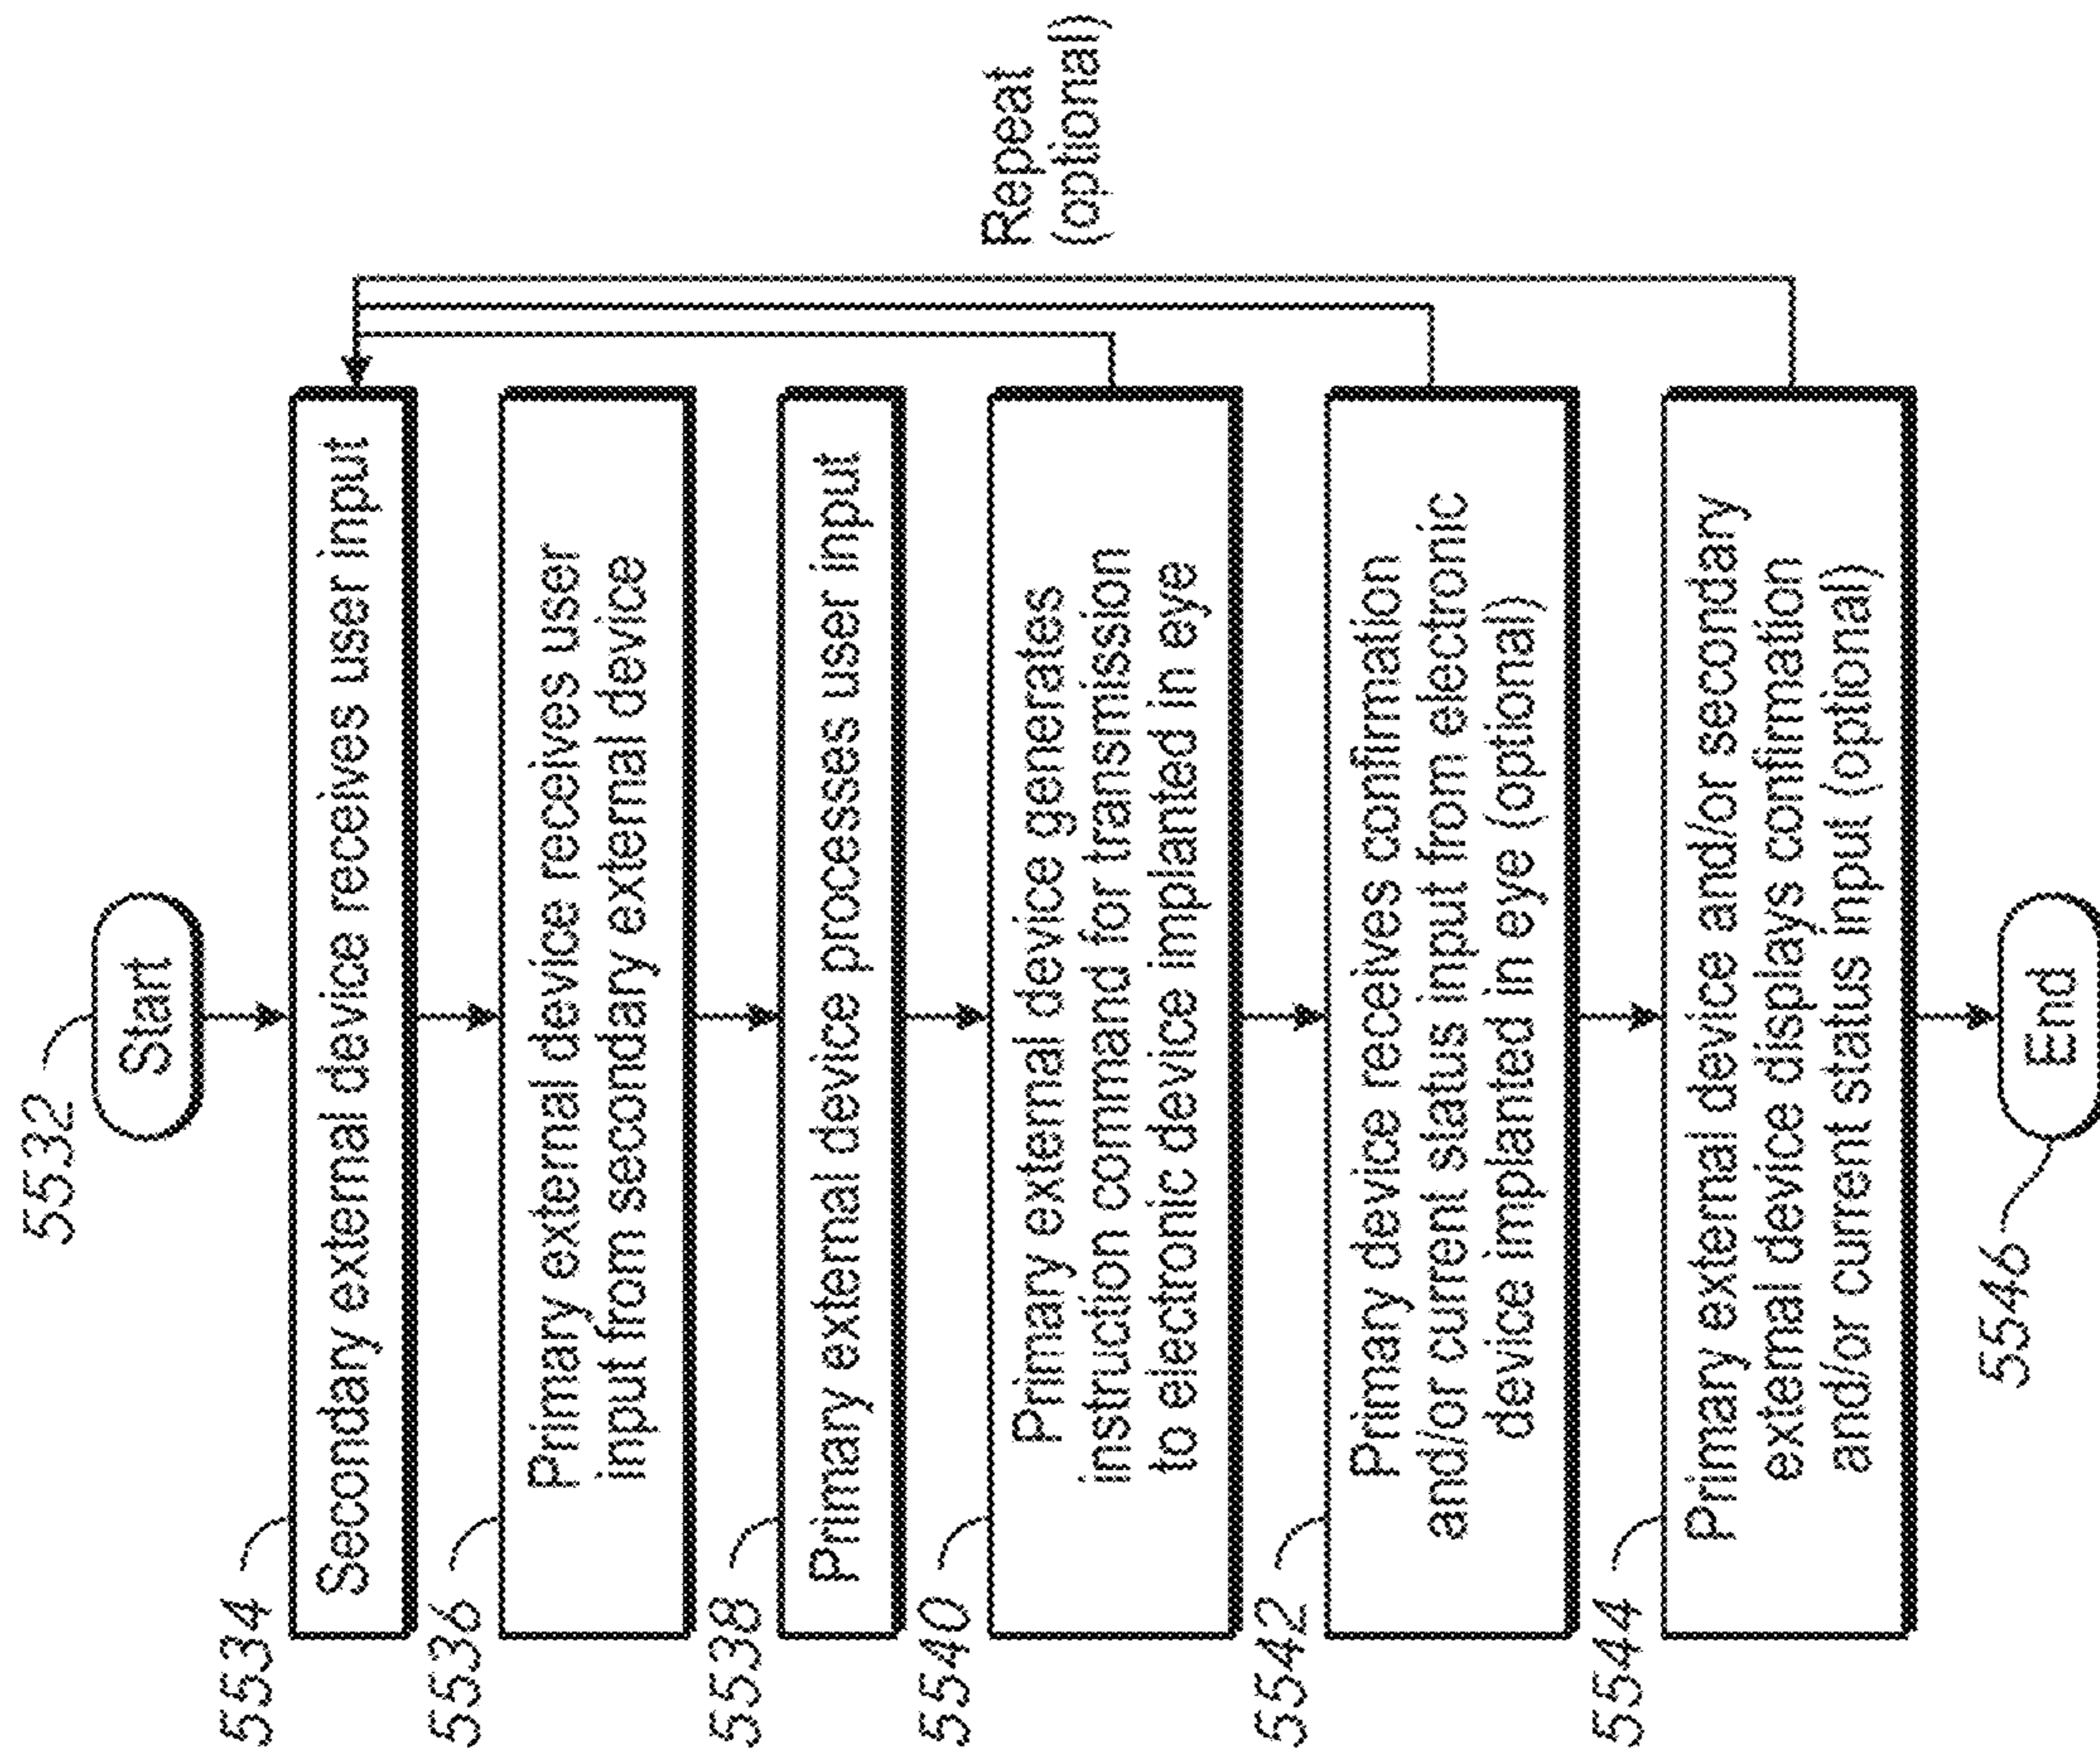 5532
Start
5534
Secondary external device receives user input
5536
Primary external device receives user
input from secondary external device
5538
Primary external device processes user input
5540
Primary external device generates
instruction command for transmission
to electronic device implanted in eye
5542
Primary device receives confirmation
and/or current status input from electronic
device implanted in eye (optional)
5544
Primary external device and/or secondary
external device displays confirmation
and/or current status input (optional)
Repeat
(optional)
End
5546